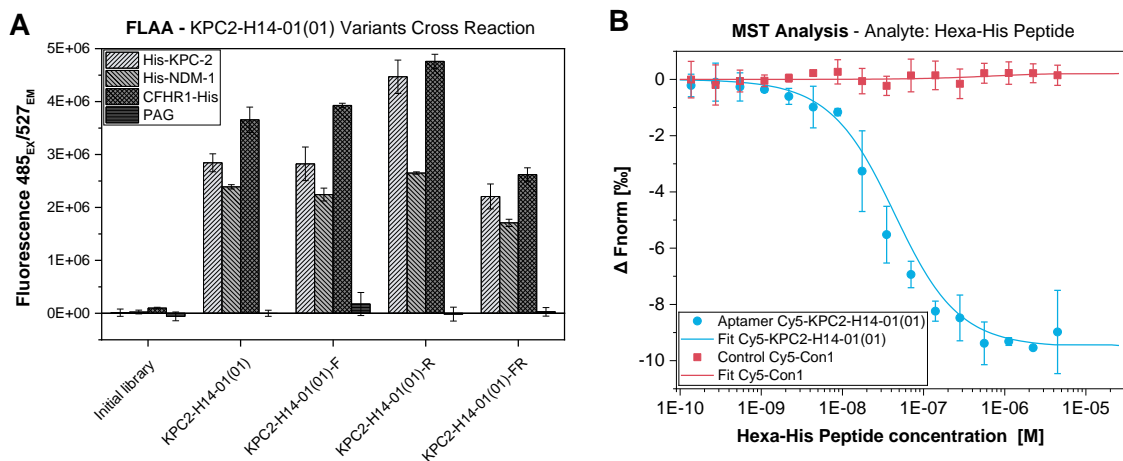 A
FLAA - KPC2-H14-01(01) Variants Cross Reaction
Fluorescence 485EX/527EM
5E+06
4E+06
3E+06
2E+06
1E+06
0E+00
His-KPC-2
His-NDM-1
CFHR1-His
PAG
Initial library
KPC2-H14-01(01)
KPC2-H14-01(01)-F
KPC2-H14-01(01)-R
KPC2-H14-01(01)-FR
B
MST Analysis - Analyte: Hexa-His Peptide
Δ Fnorm [‰]
0
-2
-4
-6
-8
-10
Aptamer Cy5-KPC2-H14-01(01)
Fit Cy5-KPC2-H14-01(01)
Control Cy5-Con1
Fit Cy5-Con1
1E-10 1E-09 1E-08 1E-07 1E-06 1E-05
Hexa-His Peptide concentration [M]